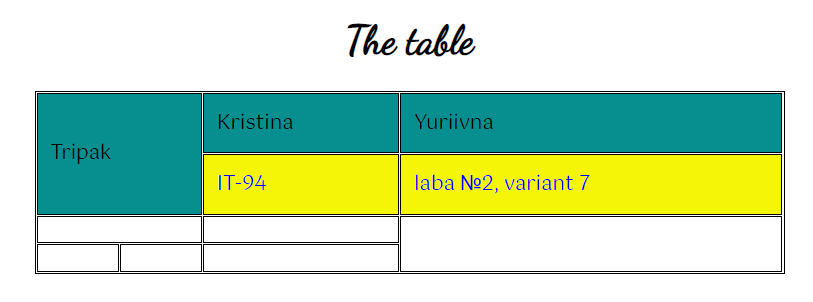 The table
Kristina
Yuriivna
Tripak
IT-94
laba №2, variant 7